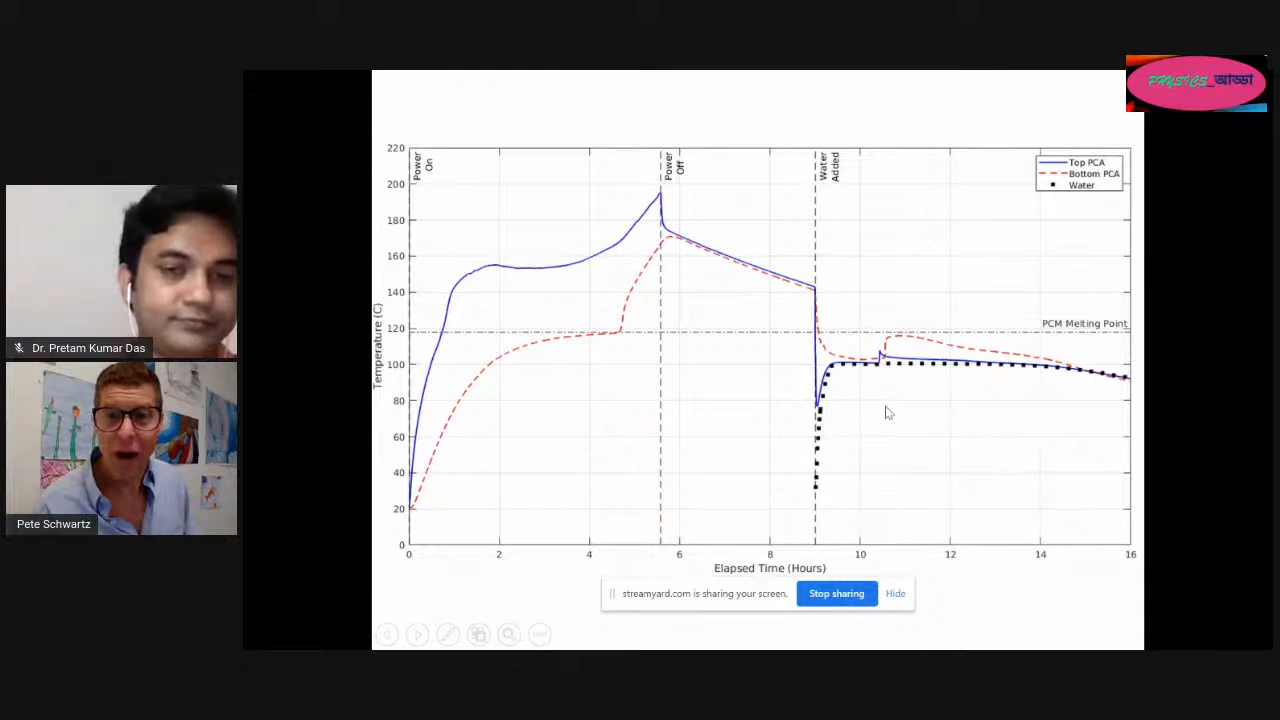 PHYSICS_আড্ডা
220
200
180
160
140
120
100
80
60
40
20
0
Temperature (C)
Power
On
Power
Off
Water
Added
Top PCA
Bottom PCA
Water
PCM Melting Point
0 2 4 6 8 10 12 14 16
Elapsed Time (Hours)
streamyard.com is sharing your screen. Stop sharing Hide
Dr. Pretam Kumar Das
Pete Schwartz